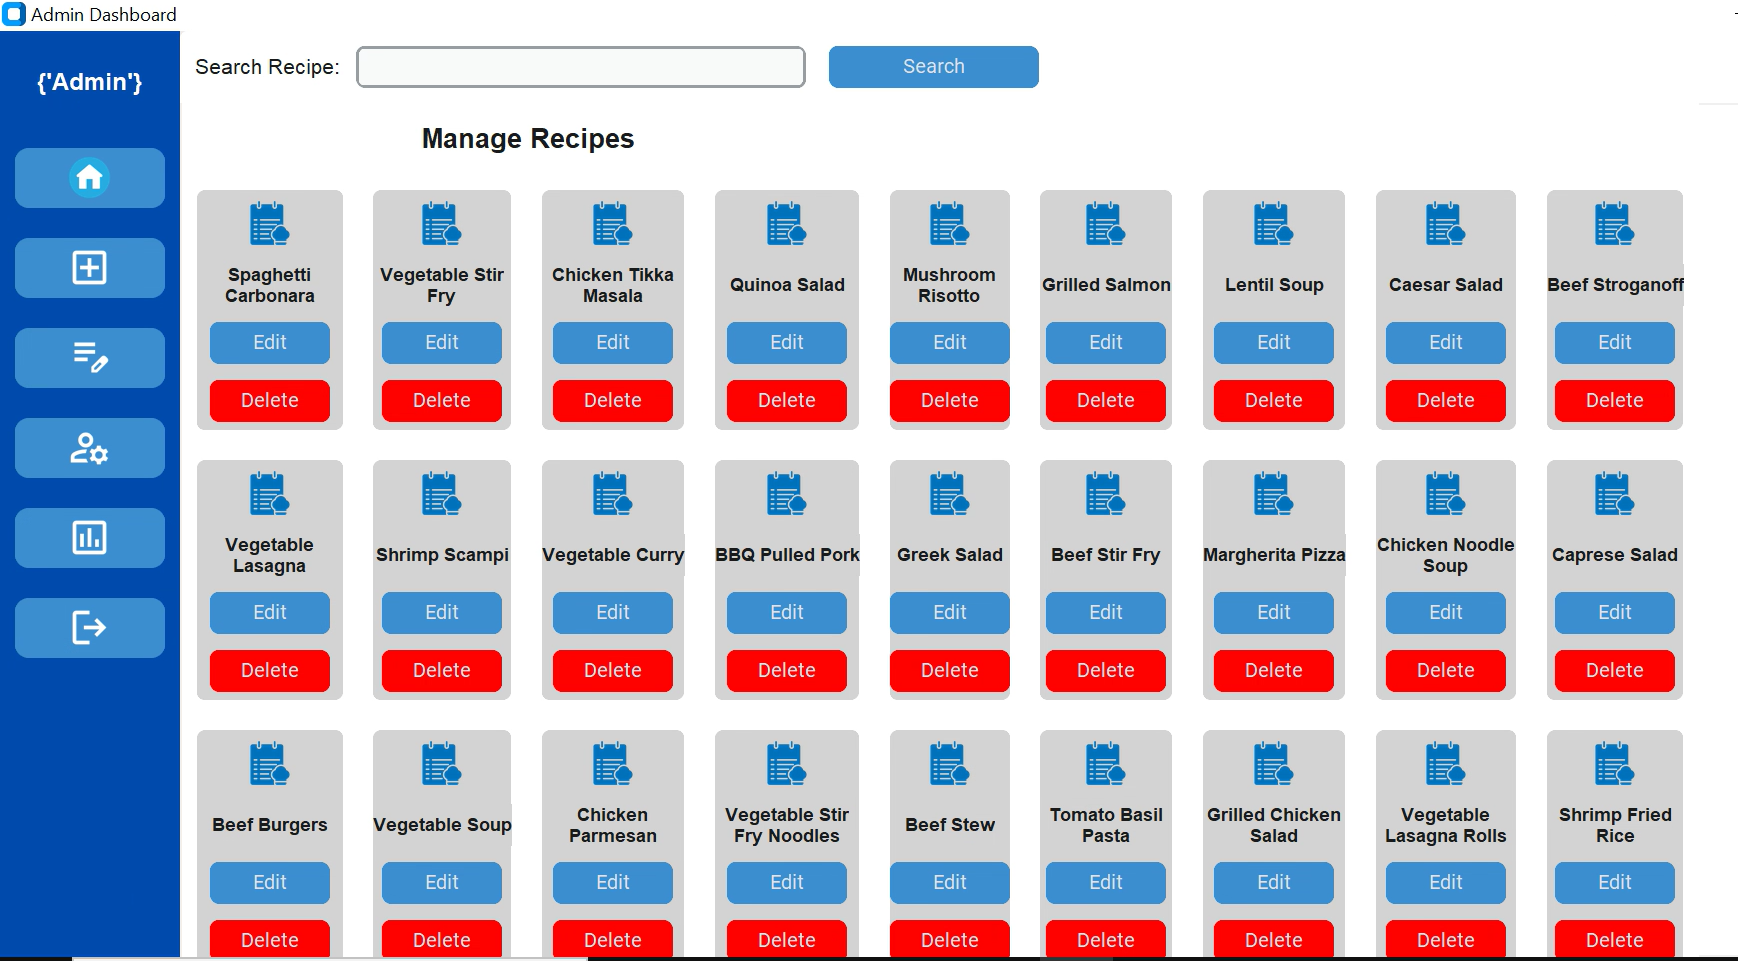 Admin Dashboard
{'Admin'}
Search Recipe:
Search
Manage Recipes
Spaghetti
Carbonara
Edit
Delete
Vegetable Stir
Fry
Edit
Delete
Chicken Tikka
Masala
Edit
Delete
Quinoa Salad
Edit
Delete
Mushroom
Risotto
Edit
Delete
Grilled Salmon
Edit
Delete
Lentil Soup
Edit
Delete
Caesar Salad
Edit
Delete
Beef Stroganoff
Edit
Delete
Vegetable
Lasagna
Edit
Delete
Shrimp Scampi
Edit
Delete
Vegetable Curry
Edit
Delete
BBQ Pulled Pork
Edit
Delete
Greek Salad
Edit
Delete
Beef Stir Fry
Edit
Delete
Margherita Pizza
Edit
Delete
Chicken Noodle
Soup
Edit
Delete
Caprese Salad
Edit
Delete
Beef Burgers
Edit
Delete
Vegetable Soup
Edit
Delete
Chicken
Parmesan
Edit
Delete
Vegetable Stir
Fry Noodles
Edit
Delete
Beef Stew
Edit
Delete
Tomato Basil
Pasta
Edit
Delete
Grilled Chicken
Salad
Edit
Delete
Vegetable
Lasagna Rolls
Edit
Delete
Shrimp Fried
Rice
Edit
Delete